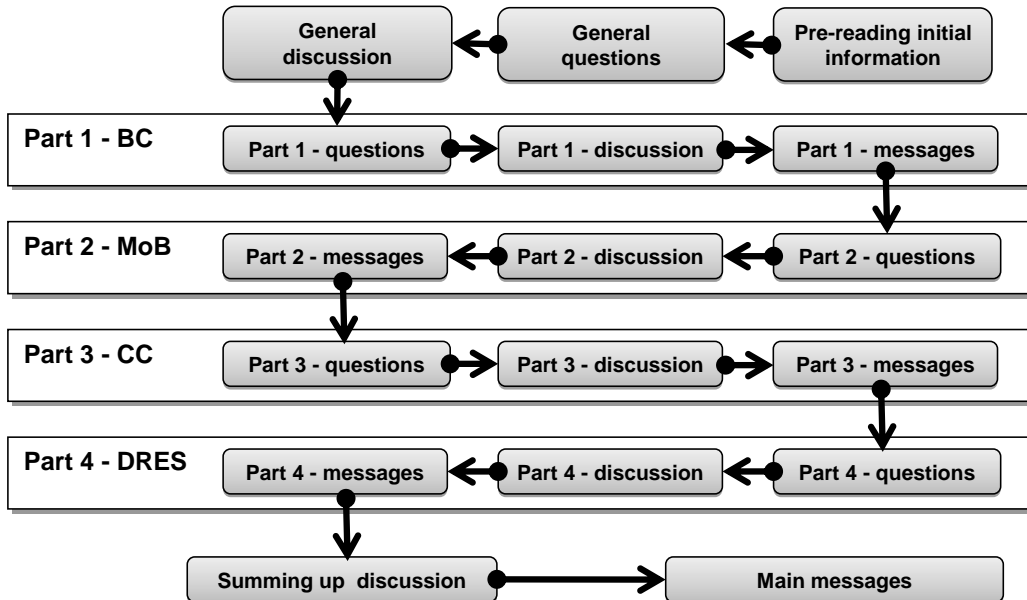 General
discussion
General
questions
Pre-reading initial
information
Part 1 - BC
Part 1 - questions
Part 1 - discussion
Part 1 - messages
Part 2 - MoB
Part 2 - messages
Part 2 - discussion
Part 2 - questions
Part 3 - CC
Part 3 - questions
Part 3 - discussion
Part 3 - messages
Part 4 - DRES
Part 4 - messages
Part 4 - discussion
Part 4 - questions
Summing up discussion
Main messages